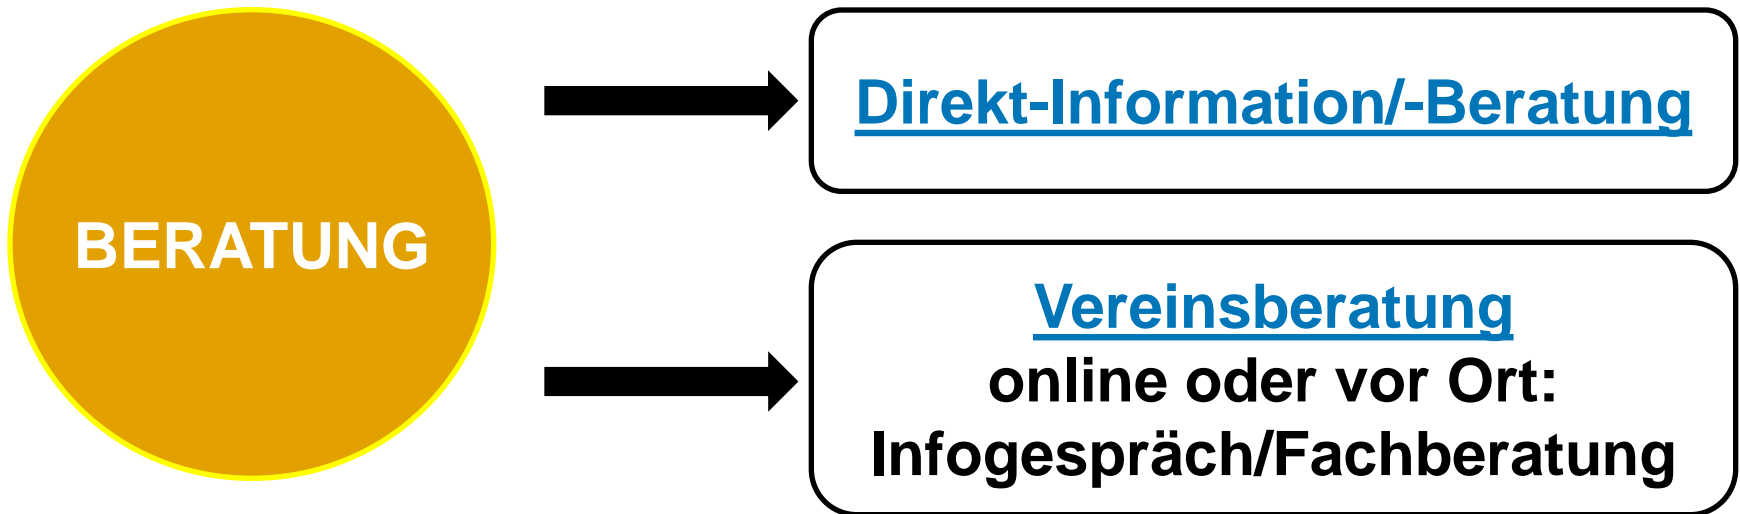 BERATUNG
Direkt-Information/-Beratung
Vereinsberatung
online oder vor Ort:
Infogespräch/Fachberatung